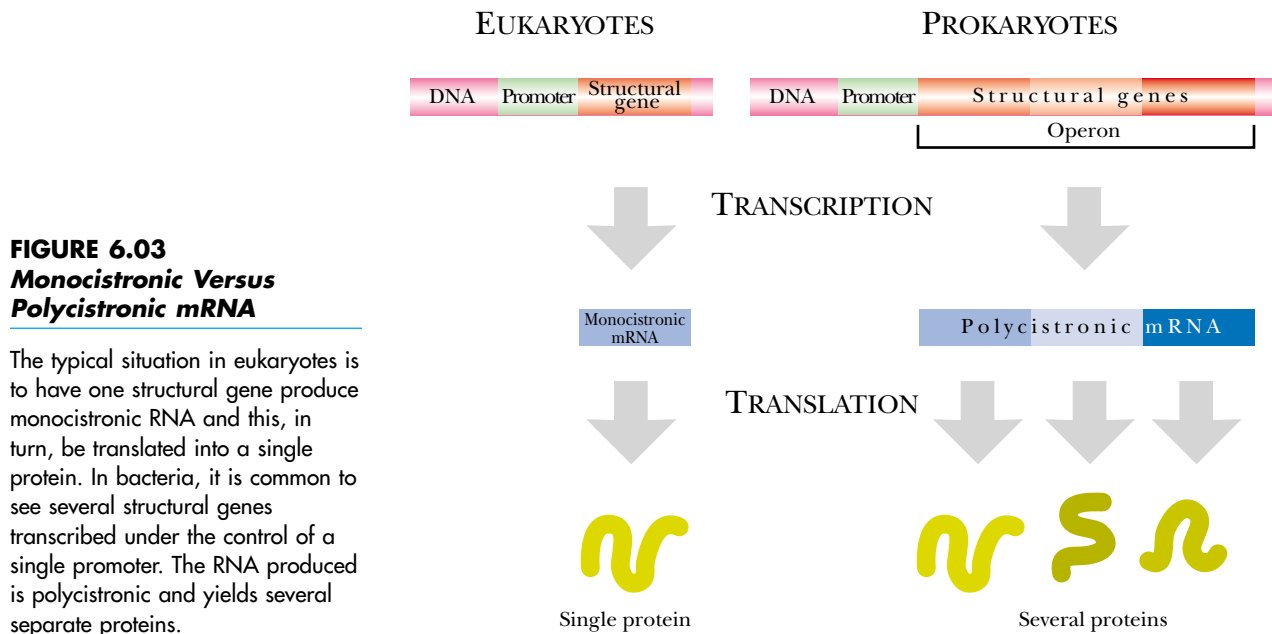 EUKARYOTES
PROKARYOTES
DNA
Promoter
Structural
gene
DNA
Promoter
Structural genes
Operon
TRANSCRIPTION
FIGURE 6.03
Monocistronic Versus
Polycistronic mRNA
The typical situation in eukaryotes is
to have one structural gene produce
monocistronic RNA and this, in
turn, be translated into a single
protein. In bacteria, it is common to
see several structural genes
transcribed under the control of a
single promoter. The RNA produced
is polycistronic and yields several
separate proteins.
Monocistronic
mRNA
Polycistronic mRNA
TRANSLATION
Single protein
Several proteins